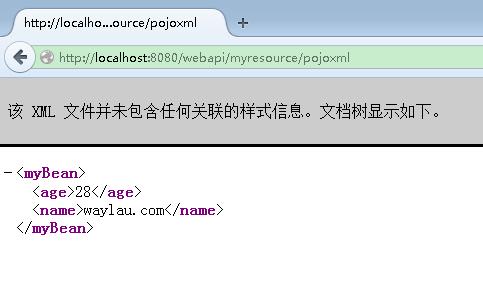 http://localho...ource/pojoxml
http://localhost:8080/webapi/myresource/pojoxml
该 XML 文件并未包含任何关联的样式信息。文档树显示如下。
−<myBean>
<age>28</age>
<name>waylau.com</name>
</myBean>